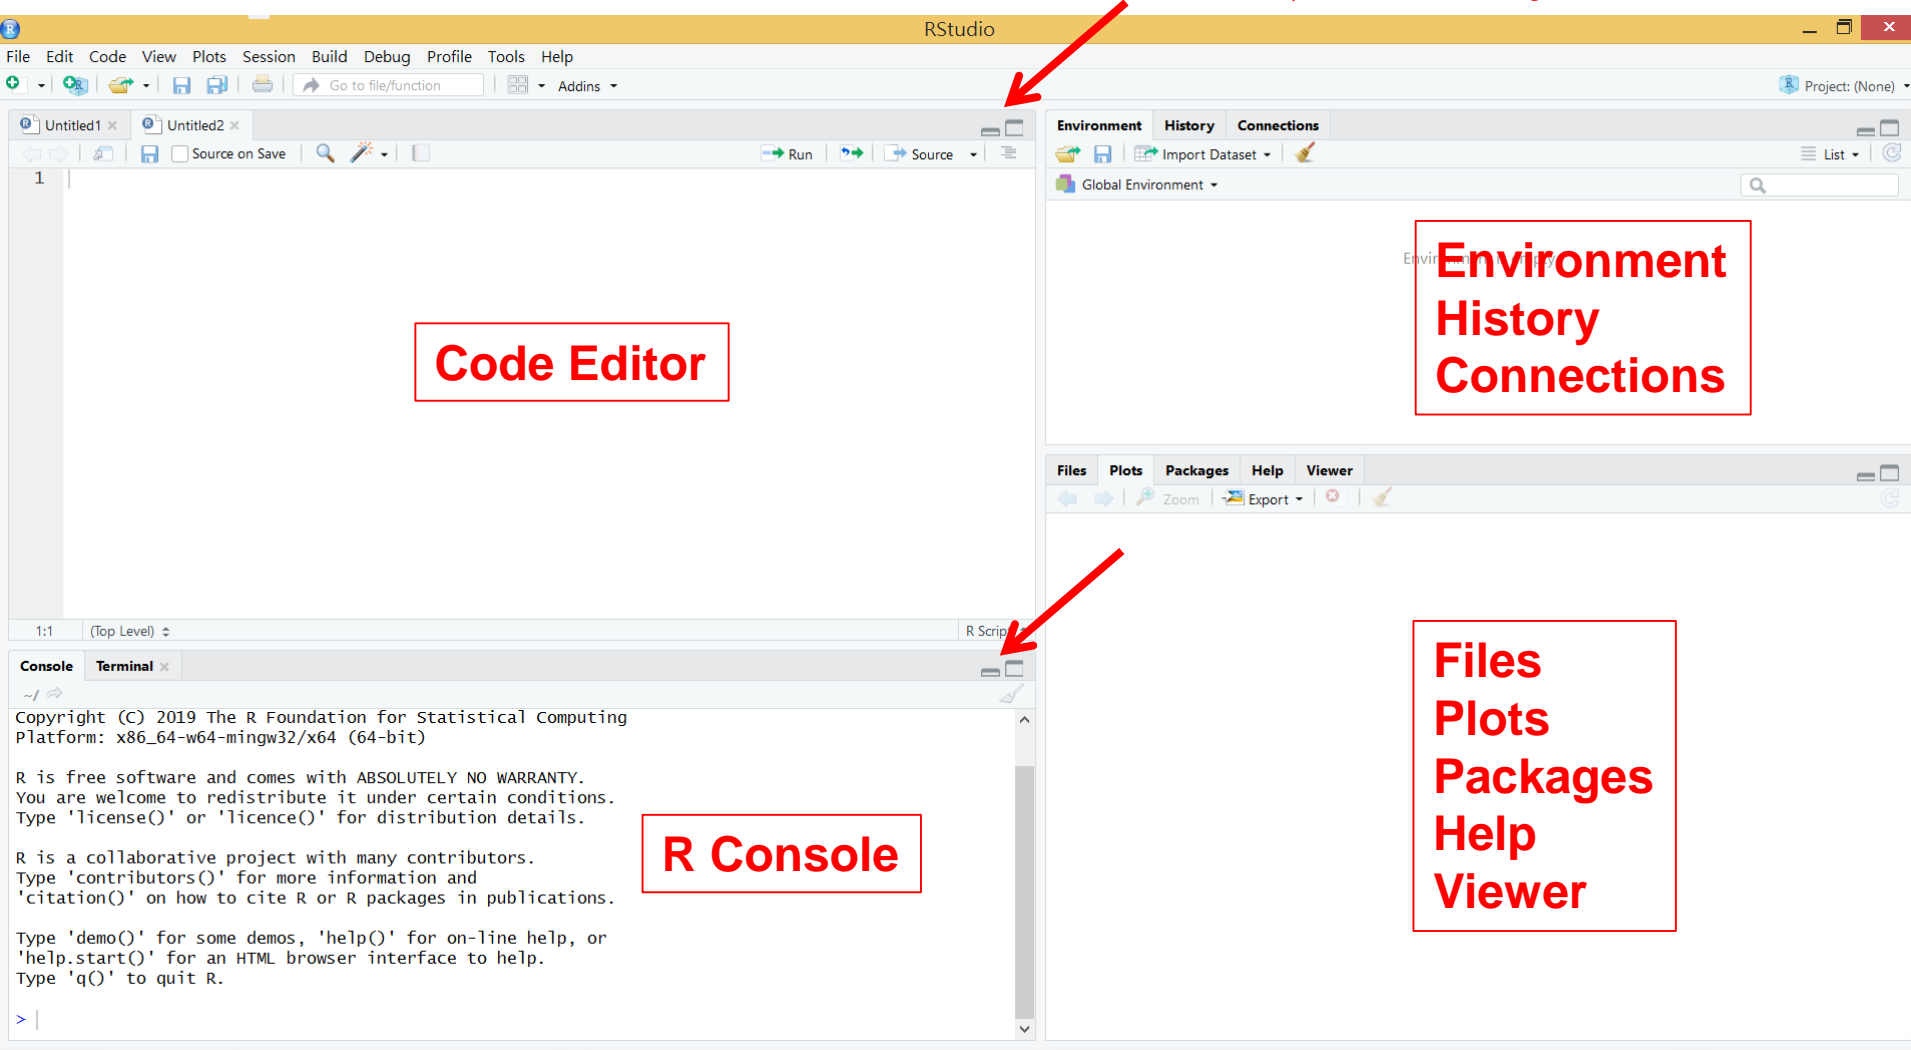 RStudio
File Edit Code View Plots Session Build Debug Profile Tools Help
Go to file/function Addins Project: (None)
Untitled1 Untitled2
Source on Save Run Source
1
Code Editor
1:1 (Top Level) R Script
Console Terminal
~/
Copyright (C) 2019 The R Foundation for Statistical Computing
Platform: x86_64-w64-mingw32/x64 (64-bit)
R is free software and comes with ABSOLUTELY NO WARRANTY.
You are welcome to redistribute it under certain conditions.
Type 'license()' or 'licence()' for distribution details.
R is a collaborative project with many contributors.
Type 'contributors()' for more information and
'citation()' on how to cite R or R packages in publications.
Type 'demo()' for some demos, 'help()' for on-line help, or
'help.start()' for an HTML browser interface to help.
Type 'q()' to quit R.
>
R Console
Environment History Connections
Import Dataset List
Global Environment
Environment is empty
Environment
History
Connections
Files Plots Packages Help Viewer
Zoom Export
Files
Plots
Packages
Help
Viewer